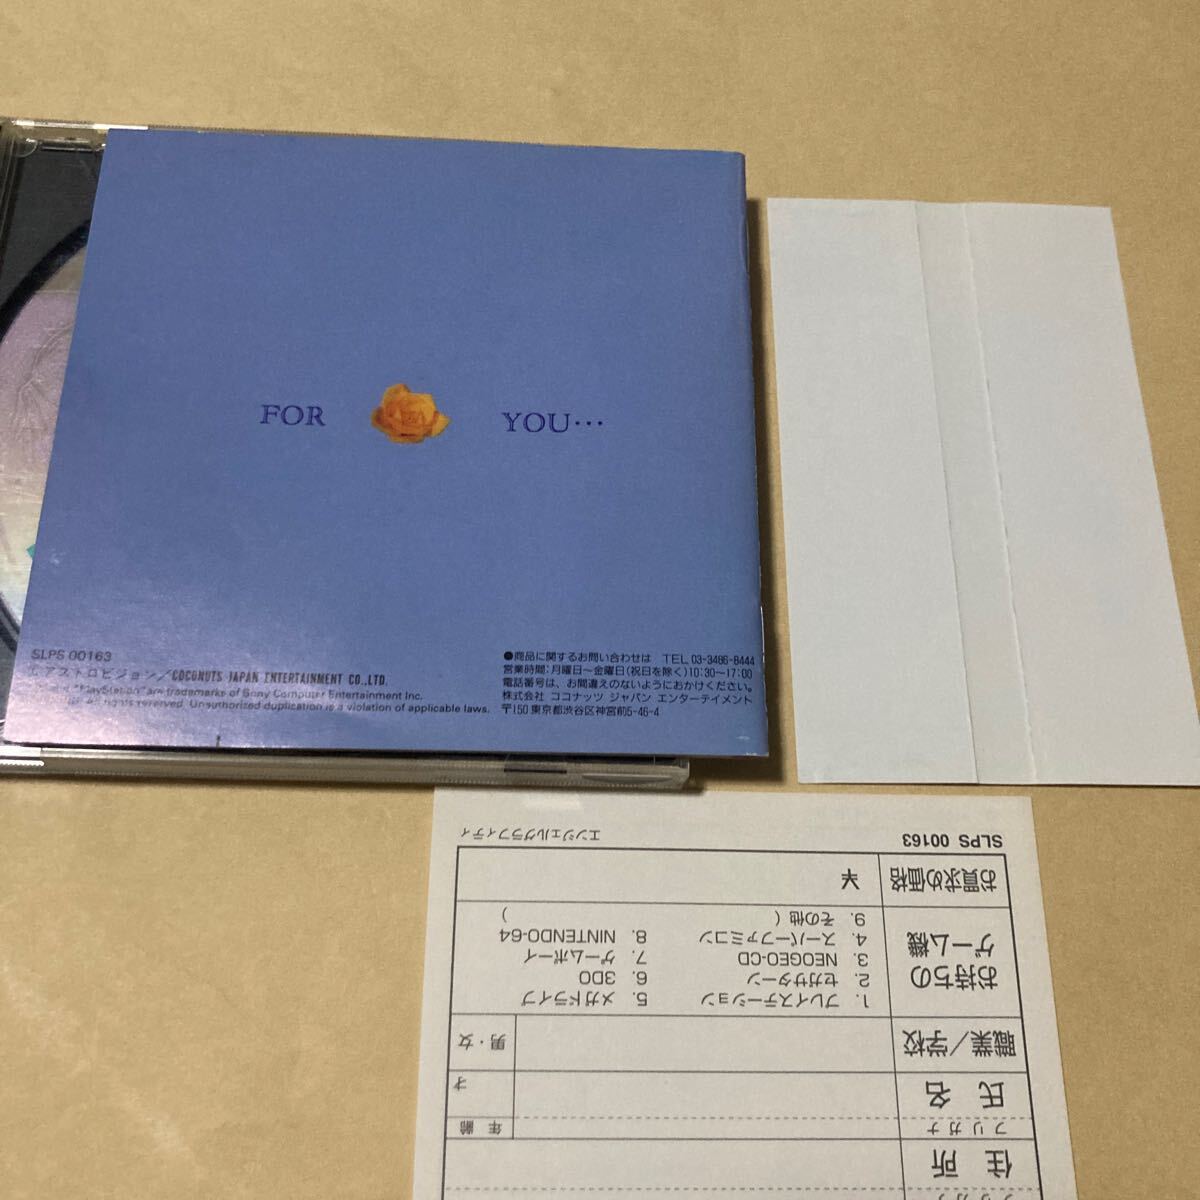 FOR YOU…
SLPS 00163
アストロビジョン／COCONUTS JAPAN ENTERTAINMENT CO.,LTD.
"PlayStation" are trademarks of Sony Computer Entertainment Inc.
All rights reserved. Unauthorized duplication is a violation of applicable laws.
●商品に関するお問い合わせは TEL 03-3486-8444
営業時間：月曜日～金曜日(祝日を除く)10:30～17:00
電話番号は、お間違えのないようにおかけください。
株式会社 ココナッツ ジャパン エンターテイメント
〒150 東京都渋谷区神宮前5-46-4
住所
フリガナ
年齢
氏名
才
職業／学校
男・女
お持ちのゲーム機
1. プレイステーション 5. メガドライブ
2. セガサターン 6. 3DO
3. NEOGEO-CD 7. ゲームボーイ
4. スーパーファミコン 8. NINTENDO-64
9. その他 ( )
お買求め価格 ￥
SLPS 00163 エンジェルグラフィティ